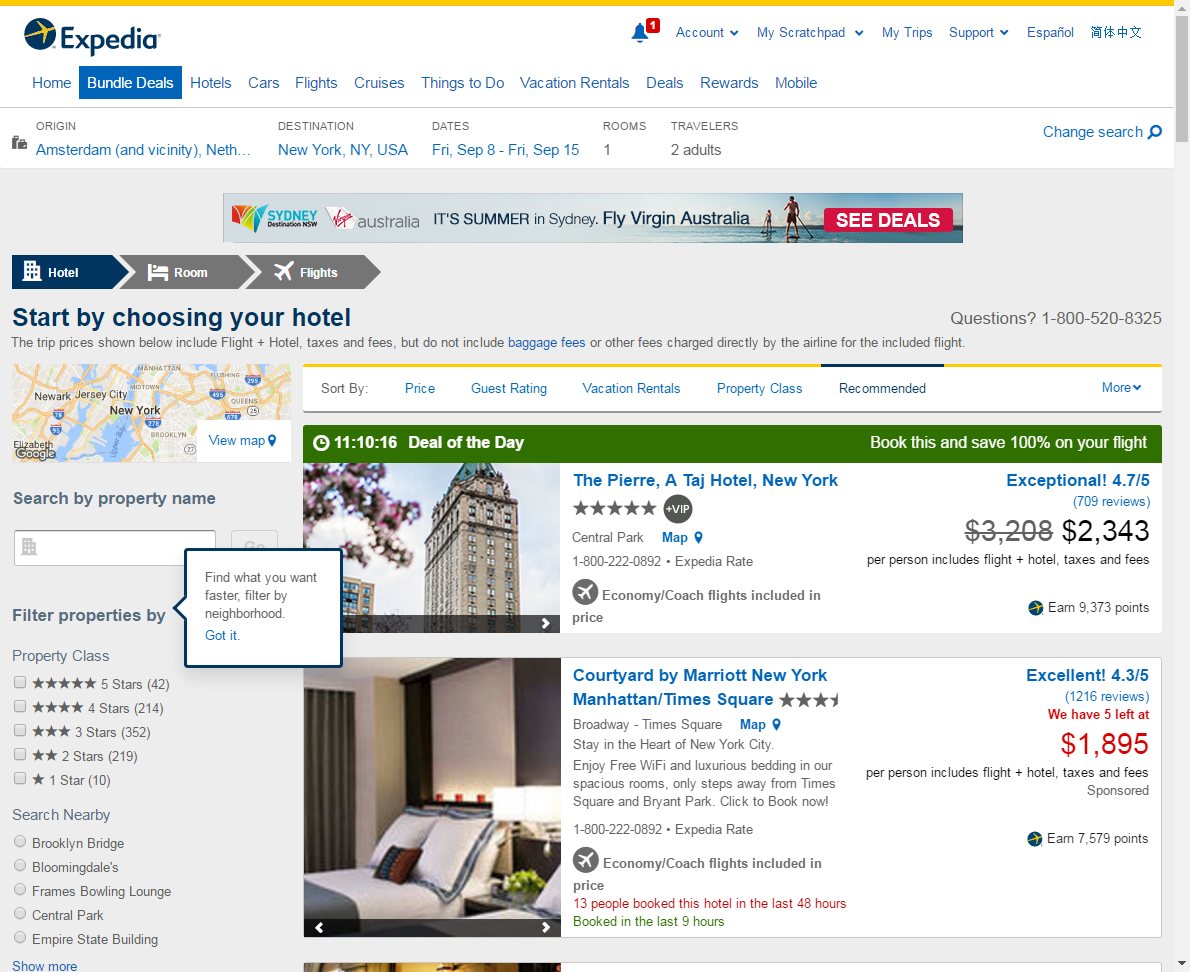 Expedia
1
Account
My Scratchpad
My Trips
Support
Español
简体中文
Home
Bundle Deals
Hotels
Cars
Flights
Cruises
Things to Do
Vacation Rentals
Deals
Rewards
Mobile
ORIGIN
Amsterdam (and vicinity), Neth...
DESTINATION
New York, NY, USA
DATES
Fri, Sep 8 - Fri, Sep 15
ROOMS
1
TRAVELERS
2 adults
Change search
SYDNEY
Destination NSW
australia
IT'S SUMMER in Sydney. Fly Virgin Australia
SEE DEALS
Hotel
Room
Flights
Start by choosing your hotel
Questions? 1-800-520-8325
The trip prices shown below include Flight + Hotel, taxes and fees, but do not include baggage fees or other fees charged directly by the airline for the included flight.
MANHATTAN
FLUSHING
295
Newark
Jersey City
MIDTOWN
495
QUEENS
New York
78
25
678
278
95
Upper Bay
BROOKLYN
Elizabeth
27
Google
View map
Sort By:
Price
Guest Rating
Vacation Rentals
Property Class
Recommended
More
Search by property name
Go
Find what you want
faster, filter by
neighborhood.
Got it.
Filter properties by
Property Class
5 Stars (42)
4 Stars (214)
3 Stars (352)
2 Stars (219)
1 Star (10)
Search Nearby
Brooklyn Bridge
Bloomingdale's
Frames Bowling Lounge
Central Park
Empire State Building
Show more
11:10:16 Deal of the Day
Book this and save 100% on your flight
The Pierre, A Taj Hotel, New York
+VIP
Central Park
Map
1-800-222-0892 • Expedia Rate
Economy/Coach flights included in
price
Exceptional! 4.7/5
(709 reviews)
$3,208 $2,343
per person includes flight + hotel, taxes and fees
Earn 9,373 points
Courtyard by Marriott New York
Manhattan/Times Square
Broadway - Times Square
Map
Stay in the Heart of New York City.
Enjoy Free WiFi and luxurious bedding in our
spacious rooms, only steps away from Times
Square and Bryant Park. Click to Book now!
1-800-222-0892 • Expedia Rate
Economy/Coach flights included in
price
13 people booked this hotel in the last 48 hours
Booked in the last 9 hours
Excellent! 4.3/5
(1216 reviews)
We have 5 left at
$1,895
per person includes flight + hotel, taxes and fees
Sponsored
Earn 7,579 points